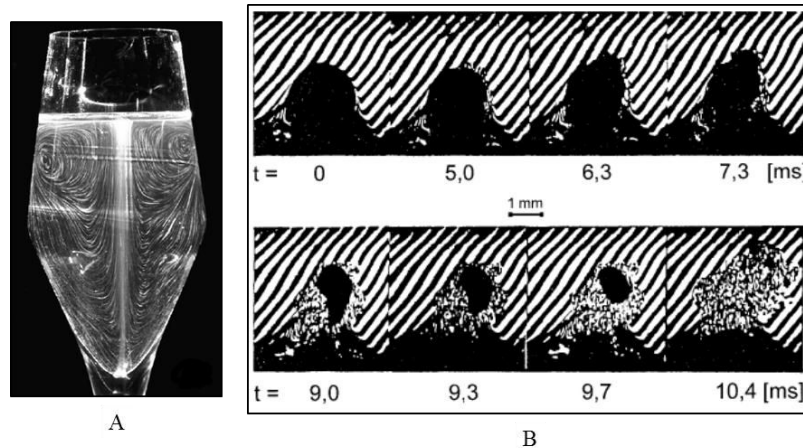 t = 0 5,0 6,3 7,3 [ms]
1 mm
t = 9,0 9,3 9,7 10,4 [ms]
A
B